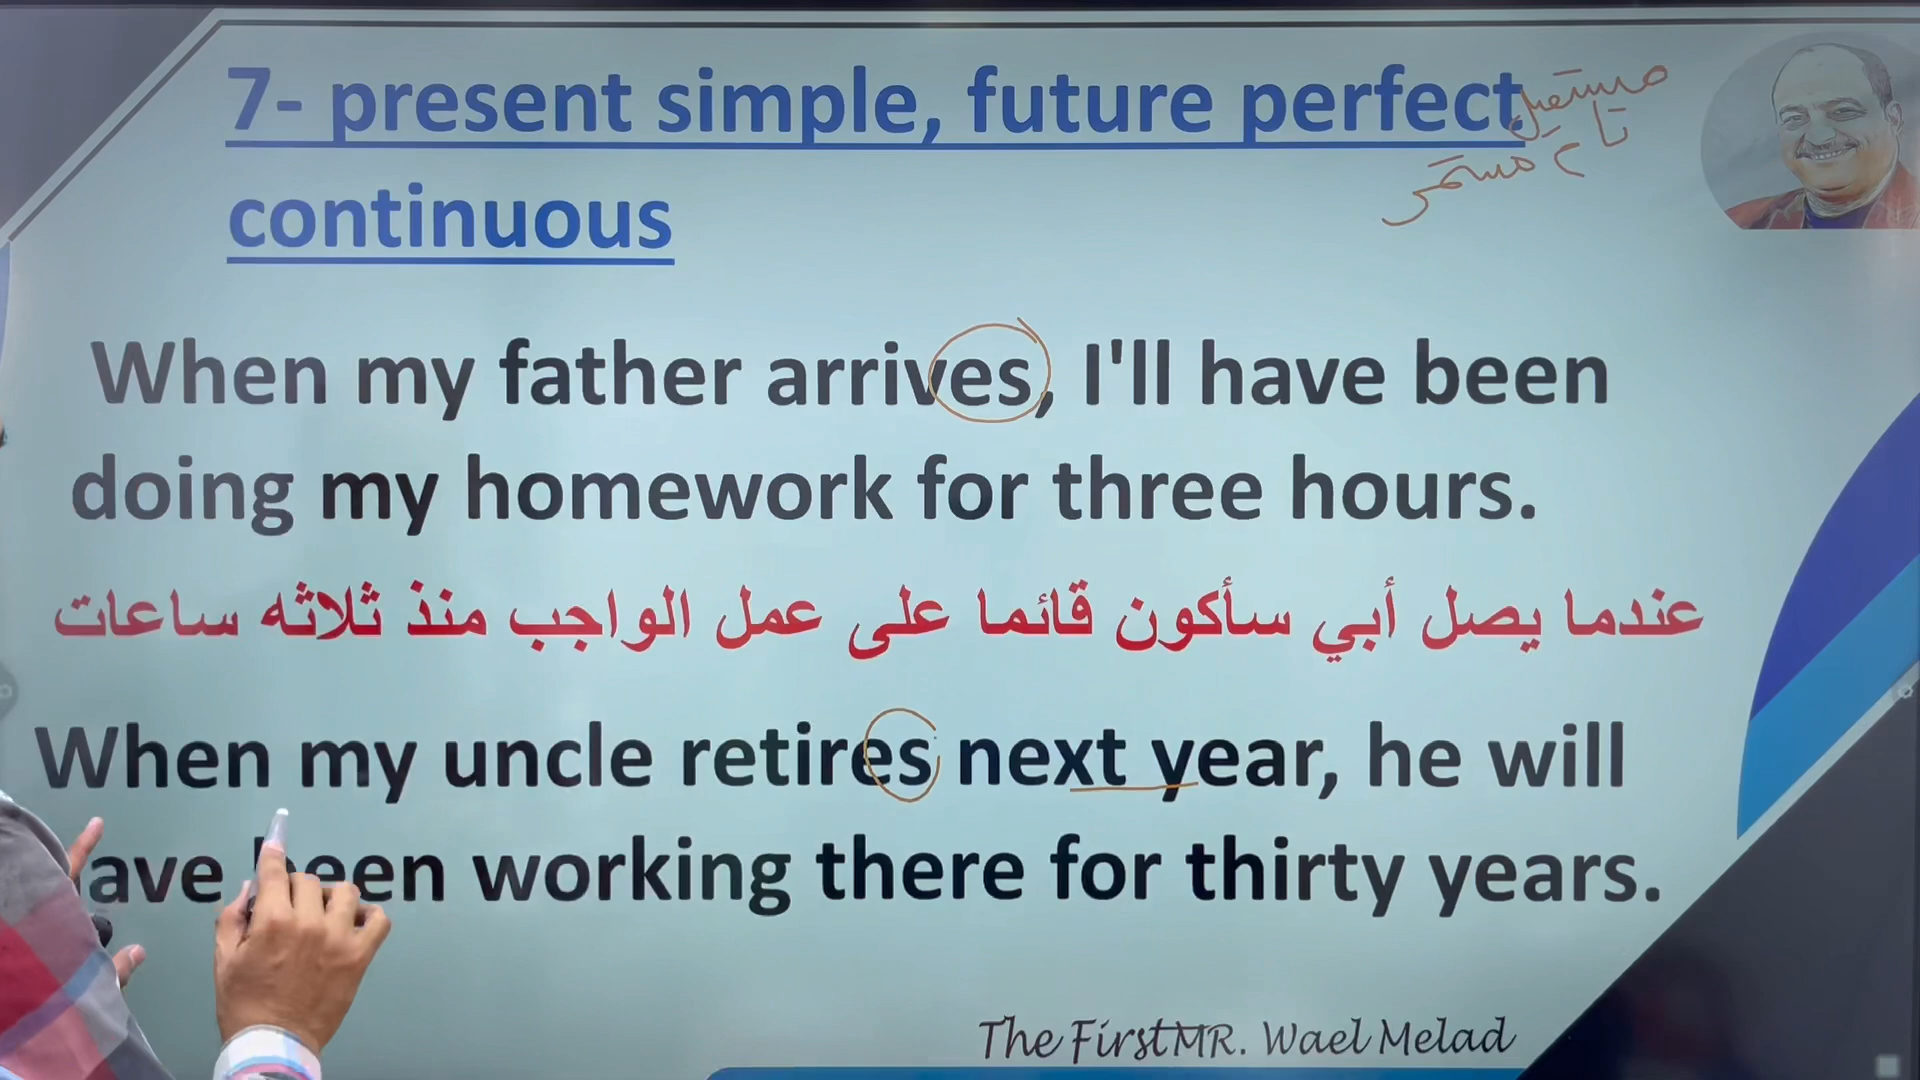 7- present simple, future perfect
continuous
مستقبل
تام مستمر
When my father arrives, I'll have been
doing my homework for three hours.
عندما يصل أبي سأكون قائما على عمل الواجب منذ ثلاثه ساعات
When my uncle retires next year, he will
ave been working there for thirty years.
The First MR. Wael Melad